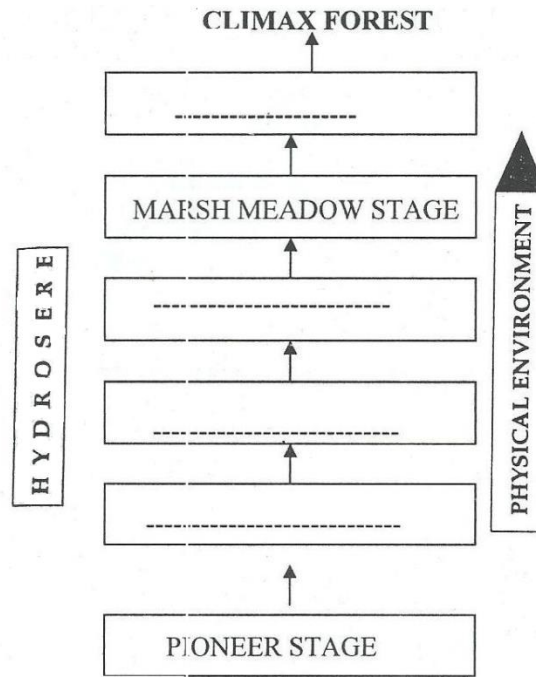 CLIMAX FOREST
--------------------
MARSH MEADOW STAGE
--------------------------
---------------------------
----------------------------
PIONEER STAGE
HYDROSERE
PHYSICAL ENVIRONMENT